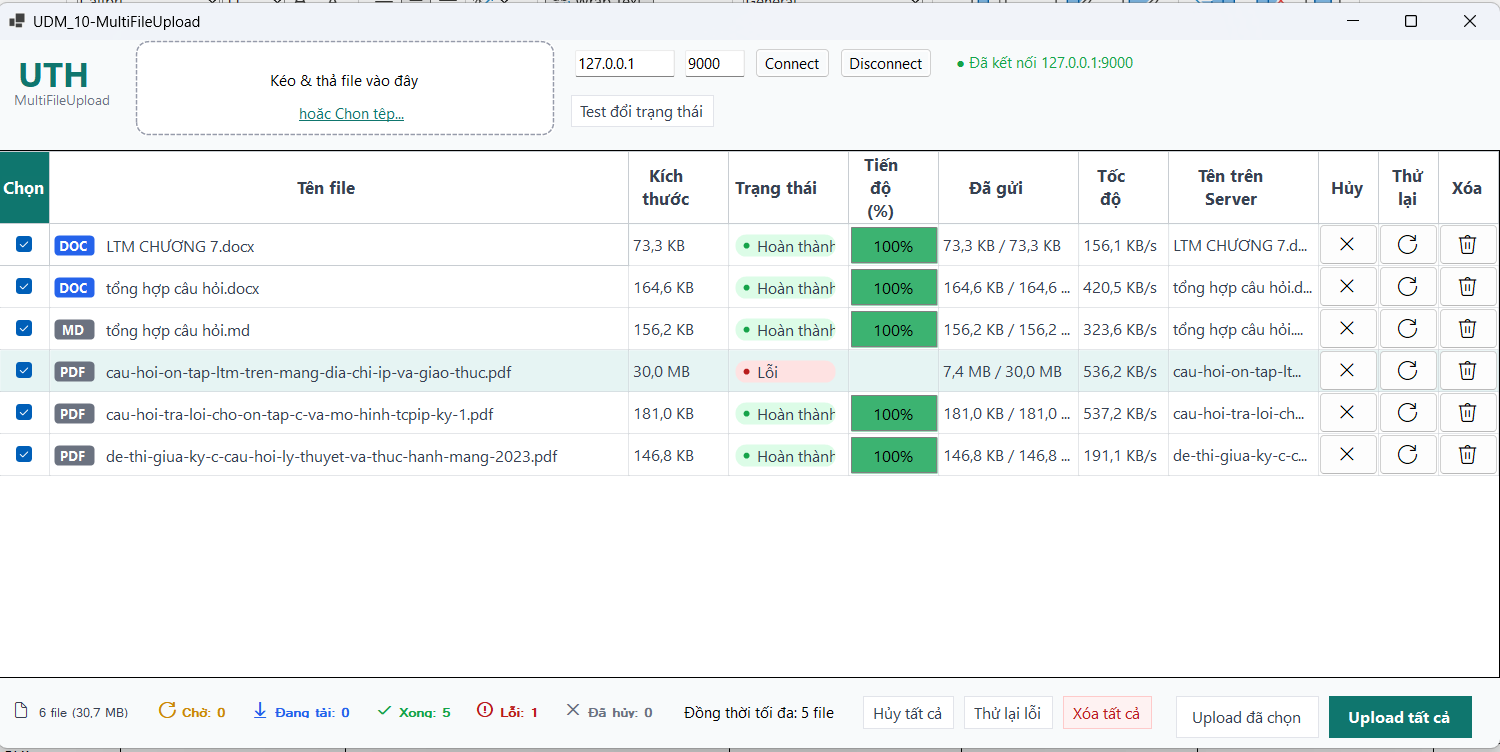 UDM_10-MultiFileUpload
UTH
MultiFileUpload
Kéo & thả file vào đây
hoặc Chọn tệp...
127.0.0.1 9000 Connect Disconnect ● Đã kết nối 127.0.0.1:9000
Test đổi trạng thái
Chọn Tên file Kích thước Trạng thái Tiến độ (%) Đã gửi Tốc độ Tên trên Server Hủy Thử lại Xóa
DOC LTM CHƯƠNG 7.docx 73,3 KB Hoàn thành 100% 73,3 KB / 73,3 KB 156,1 KB/s LTM CHƯƠNG 7.d...
DOC tổng hợp câu hỏi.docx 164,6 KB Hoàn thành 100% 164,6 KB / 164,6 ... 420,5 KB/s tổng hợp câu hỏi.d...
MD tổng hợp câu hỏi.md 156,2 KB Hoàn thành 100% 156,2 KB / 156,2 ... 323,6 KB/s tổng hợp câu hỏi....
PDF cau-hoi-on-tap-ltm-tren-mang-dia-chi-ip-va-giao-thuc.pdf 30,0 MB Lỗi 7,4 MB / 30,0 MB 536,2 KB/s cau-hoi-on-tap-lt...
PDF cau-hoi-tra-loi-cho-on-tap-c-va-mo-hinh-tcpip-ky-1.pdf 181,0 KB Hoàn thành 100% 181,0 KB / 181,0 ... 537,2 KB/s cau-hoi-tra-loi-ch...
PDF de-thi-giua-ky-c-cau-hoi-ly-thuyet-va-thuc-hanh-mang-2023.pdf 146,8 KB Hoàn thành 100% 146,8 KB / 146,8 ... 191,1 KB/s de-thi-giua-ky-c-c...
6 file (30,7 MB) Chờ: 0 Đang tải: 0 Xong: 5 Lỗi: 1 Đã hủy: 0 Đồng thời tối đa: 5 file Hủy tất cả Thử lại lỗi Xóa tất cả Upload đã chọn Upload tất cả